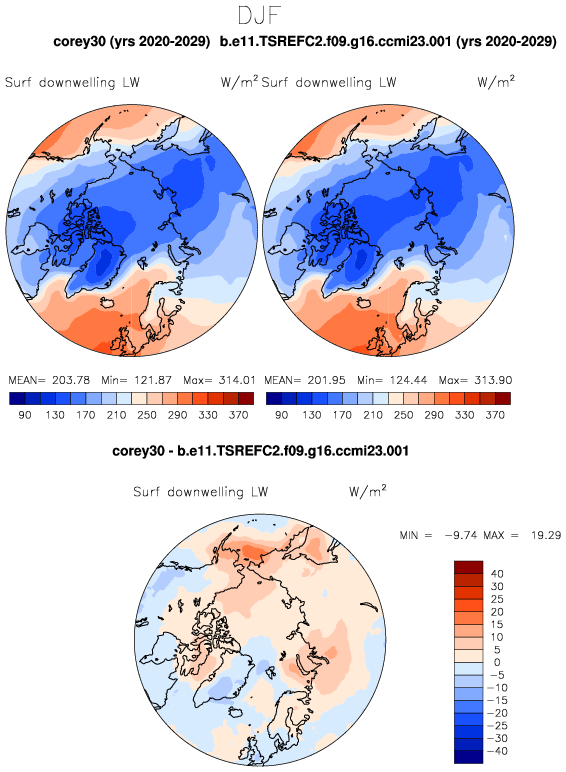 DJF
corey30 (yrs 2020-2029) b.e11.TSREFC2.f09.g16.ccmi23.001 (yrs 2020-2029)
Surf downwelling LW W/m² Surf downwelling LW W/m²
MEAN= 203.78 Min= 121.87 Max= 314.01 MEAN= 201.95 Min= 124.44 Max= 313.90
90 130 170 210 250 290 330 370 90 130 170 210 250 290 330 370
corey30 - b.e11.TSREFC2.f09.g16.ccmi23.001
Surf downwelling LW W/m²
MIN = -9.74 MAX = 19.29
40
30
25
20
15
10
5
0
-5
-10
-15
-20
-25
-30
-40